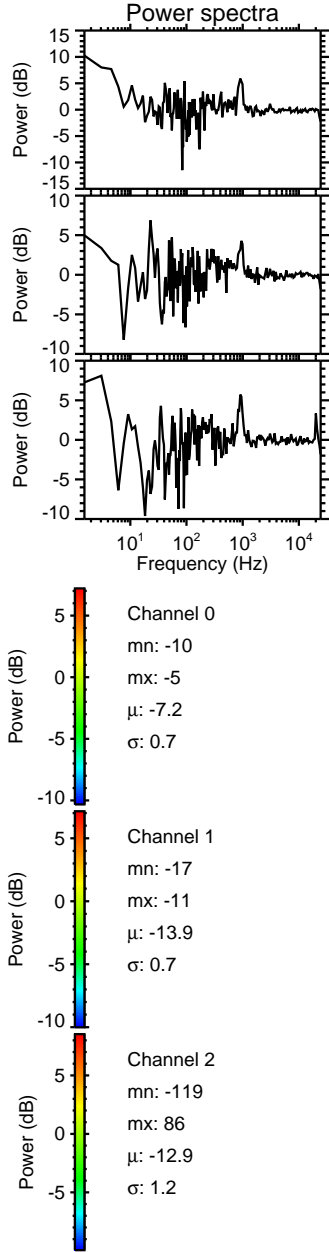 Power spectra
15
10
5
0
-5
-10
-15
Power (dB)
10
5
0
-5
-10
Power (dB)
10
5
0
-5
-10
Power (dB)
10¹ 10² 10³ 10⁴
Frequency (Hz)
5
0
-5
-10
Power (dB)
Channel 0
mn: -10
mx: -5
μ: -7.2
σ: 0.7
5
0
-5
-10
Power (dB)
Channel 1
mn: -17
mx: -11
μ: -13.9
σ: 0.7
5
0
-5
Power (dB)
Channel 2
mn: -119
mx: 86
μ: -12.9
σ: 1.2